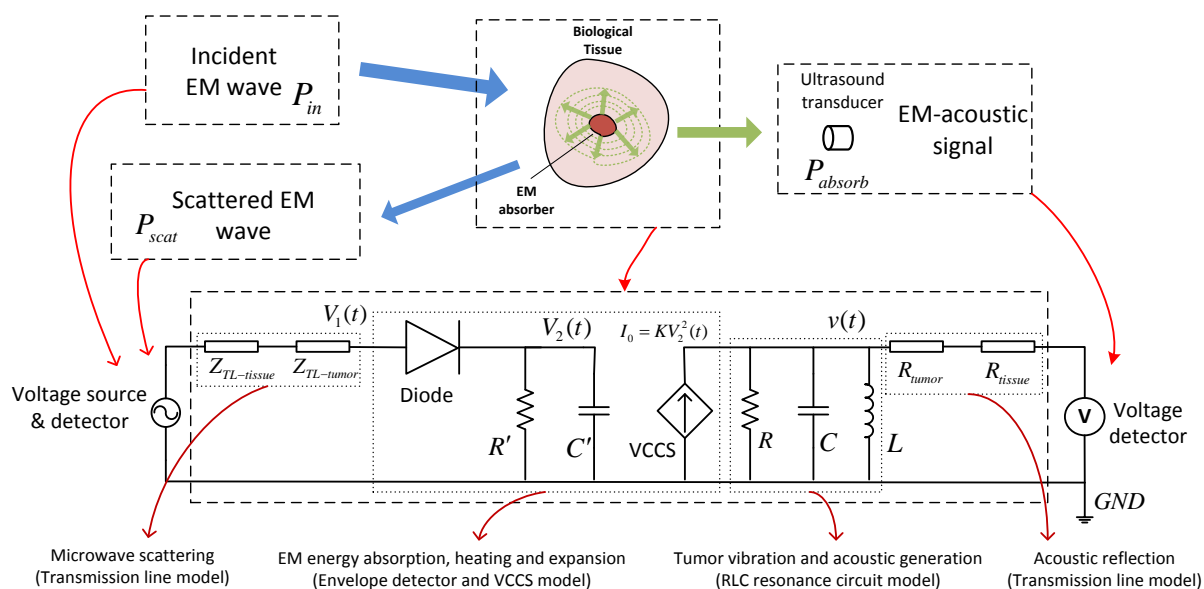 Incident
EM wave
P_in
Biological
Tissue
EM
absorber
Ultrasound
transducer
P_absorb
EM-acoustic
signal
Scattered EM
wave
P_scat
V_1(t)
V_2(t)
I_0 = KV_2^2(t)
v(t)
Z_TL-tissue
Z_TL-tumor
Diode
R'
C'
VCCS
R
C
L
R_tumor
R_tissue
Voltage source
& detector
V
Voltage
detector
GND
Microwave scattering
(Transmission line model)
EM energy absorption, heating and expansion
(Envelope detector and VCCS model)
Tumor vibration and acoustic generation
(RLC resonance circuit model)
Acoustic reflection
(Transmission line model)